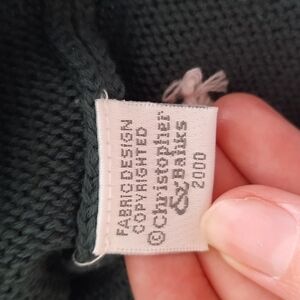 FABRIC DESIGN
COPYRIGHTED
©Christopher
& Banks
2000